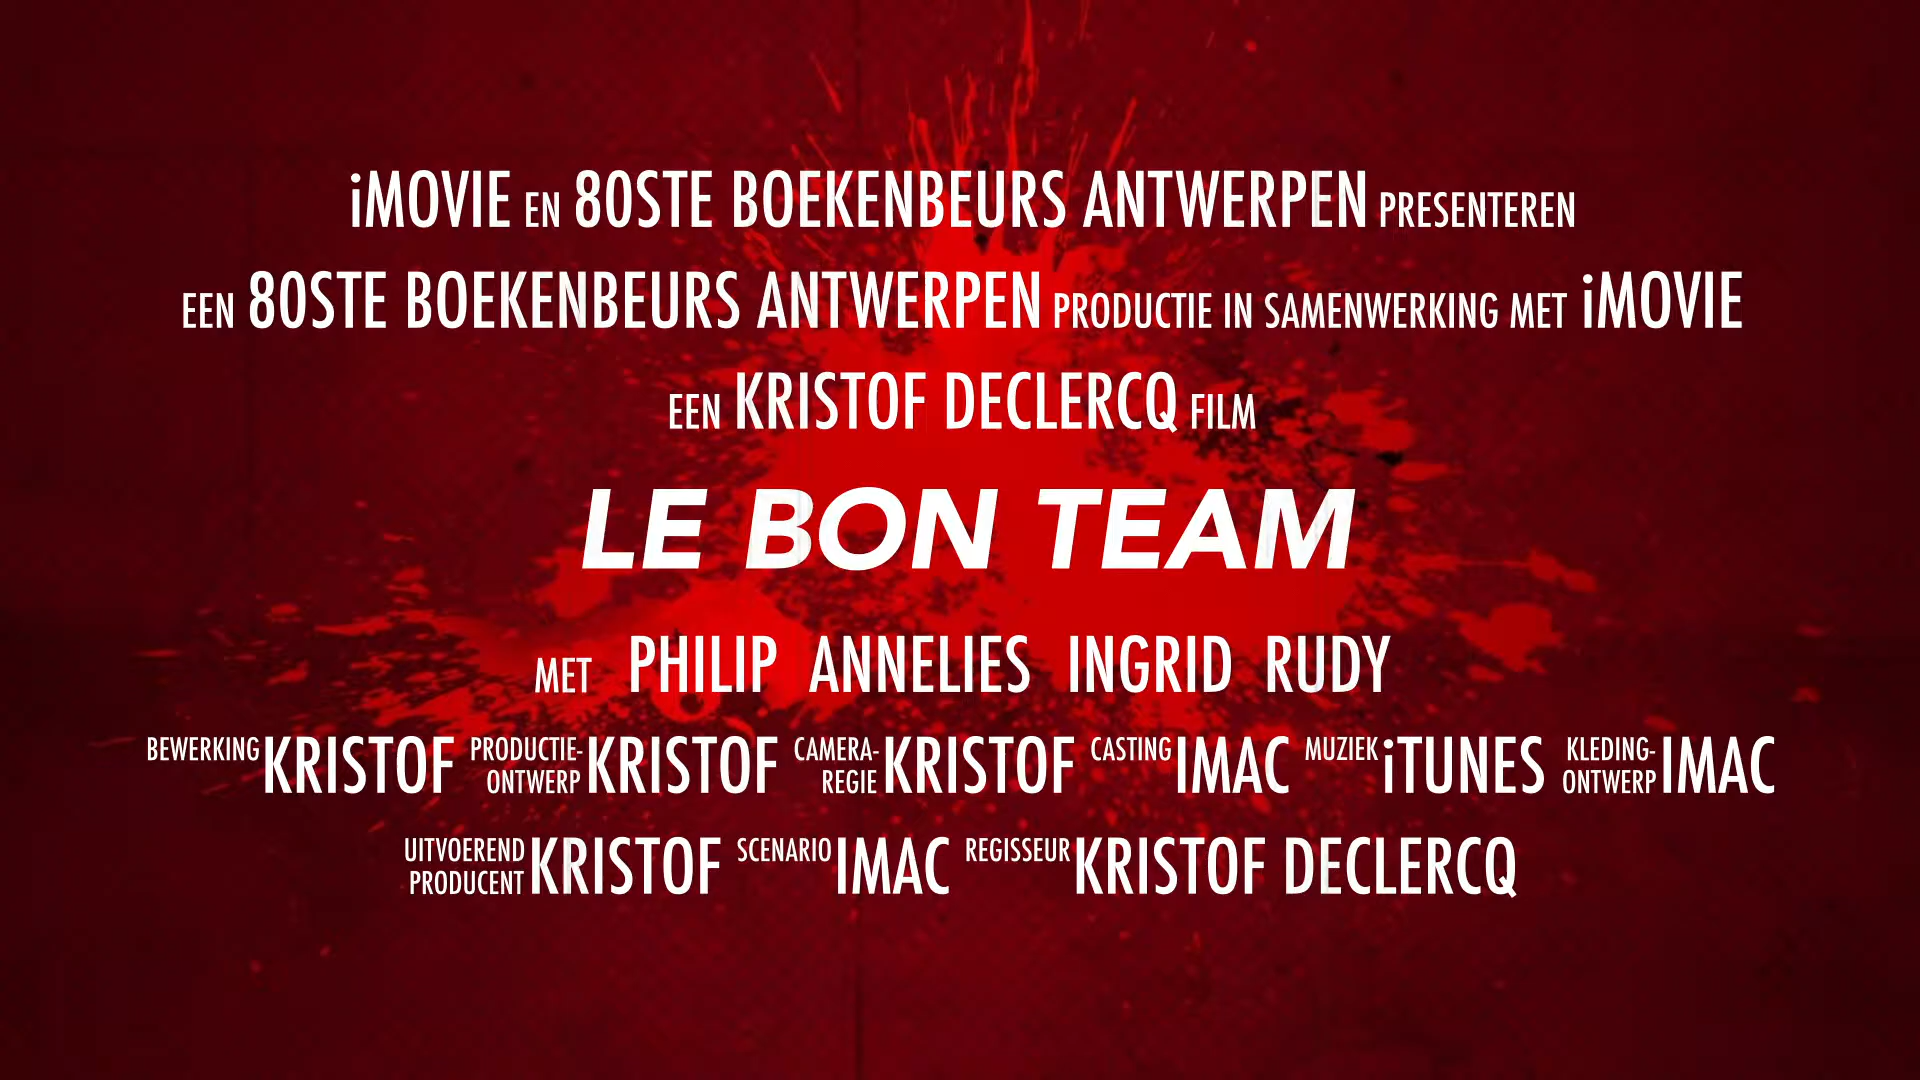 iMOVIE EN 80STE BOEKENBEURS ANTWERPEN PRESENTEREN
EEN 80STE BOEKENBEURS ANTWERPEN PRODUCTIE IN SAMENWERKING MET iMOVIE
EEN KRISTOF DECLERCQ FILM
LE BON TEAM
MET PHILIP ANNELIES INGRID RUDY
BEWERKING KRISTOF PRODUCTIE-ONTWERP KRISTOF CAMERA-REGIE KRISTOF CASTING IMAC MUZIEK iTUNES KLEDING-ONTWERP IMAC
UITVOEREND PRODUCENT KRISTOF SCENARIO IMAC REGISSEUR KRISTOF DECLERCQ